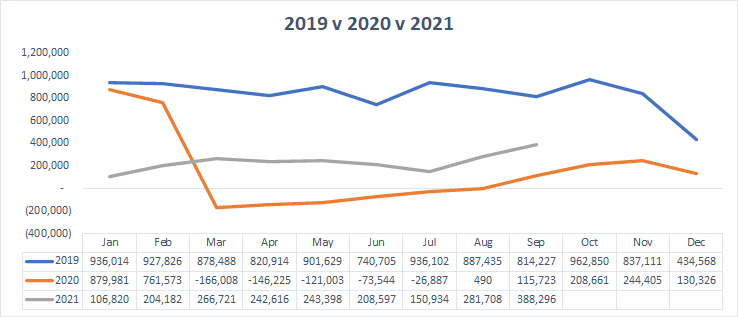 2019 v 2020 v 2021
1,200,000
1,000,000
800,000
600,000
400,000
200,000
-
(200,000)
(400,000)
Jan Feb Mar Apr May Jun Jul Aug Sep Oct Nov Dec
2019 936,014 927,826 878,488 820,914 901,629 740,705 936,102 887,435 814,227 962,850 837,111 434,568
2020 879,981 761,573 -166,008 -146,225 -121,003 -73,544 -26,887 490 115,723 208,661 244,405 130,326
2021 106,820 204,182 266,721 242,616 243,398 208,597 150,934 281,708 388,296